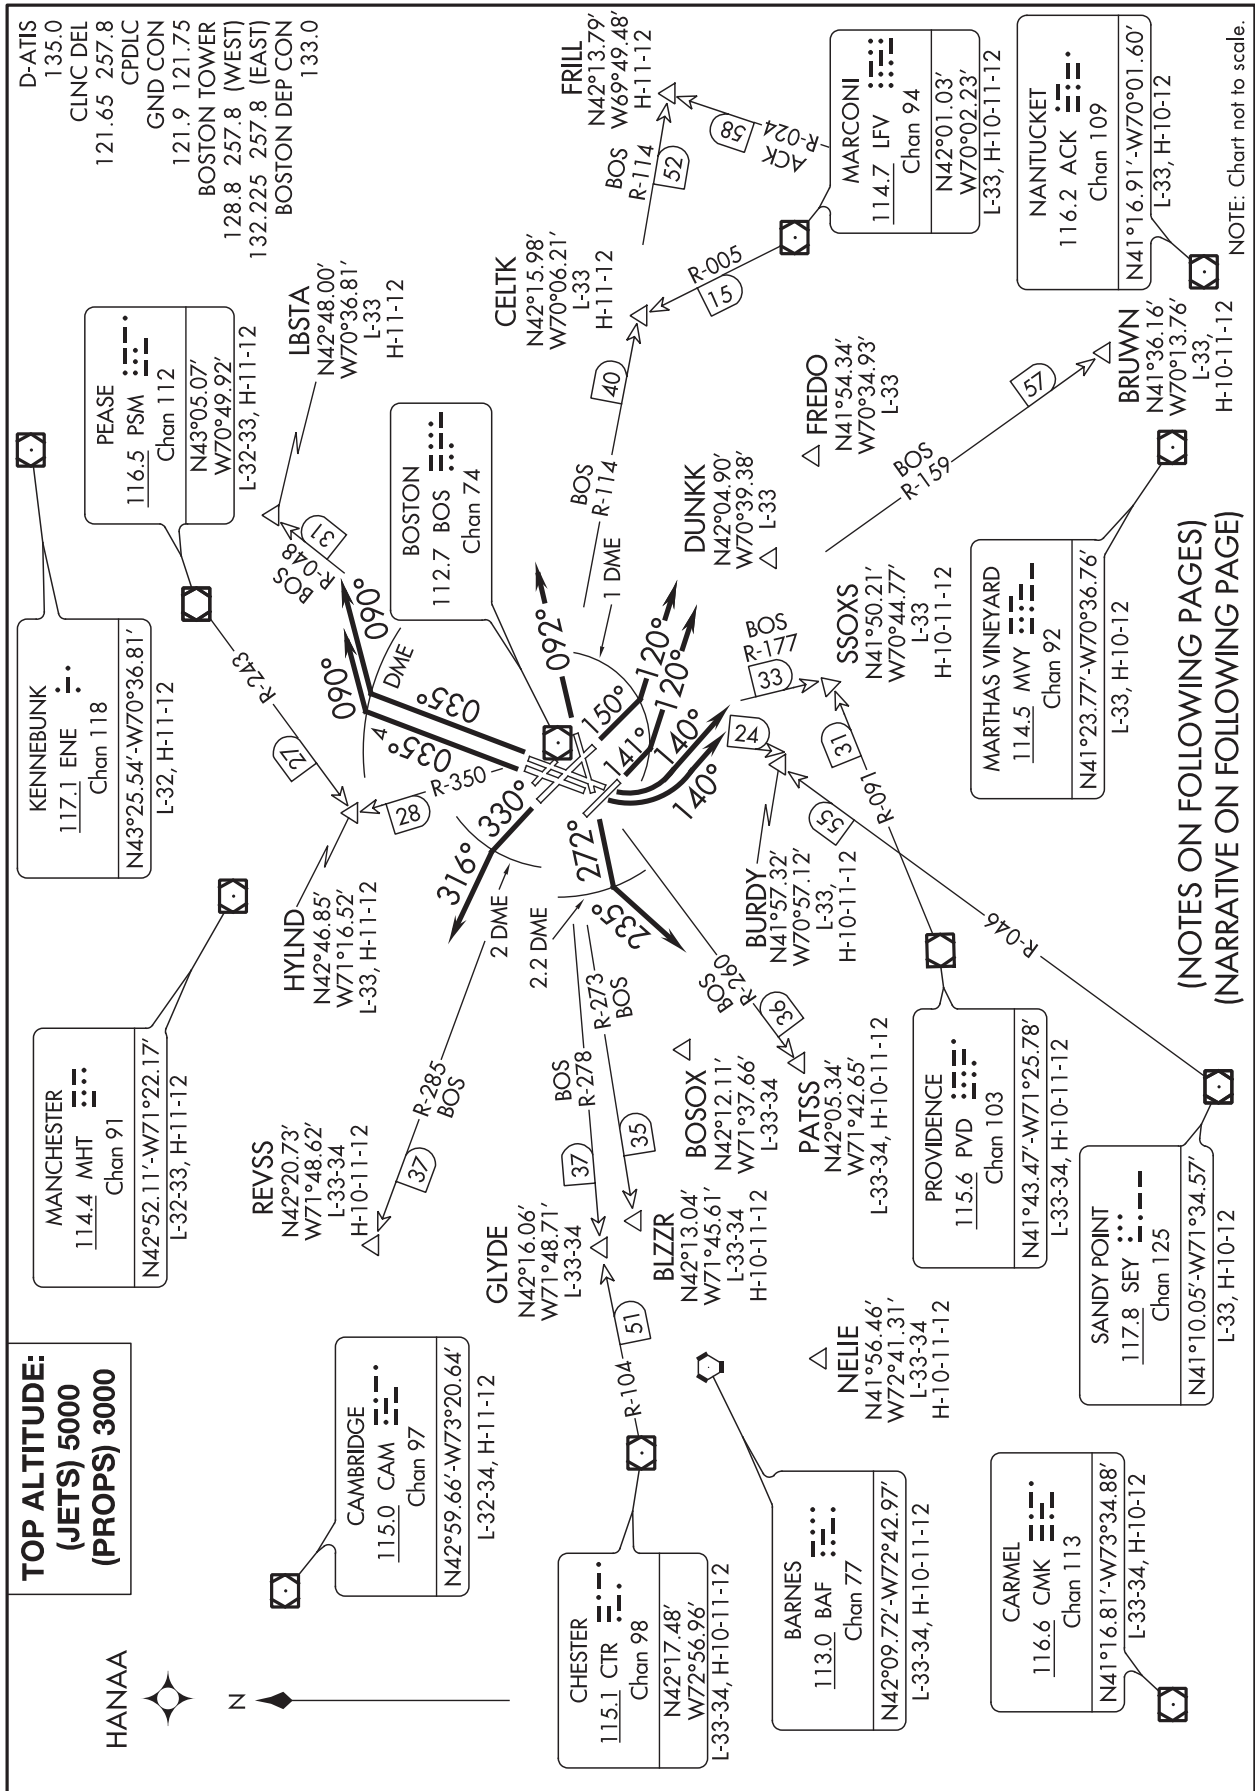 HANAA
N
TOP ALTITUDE:
(JETS) 5000
(PROPS) 3000
D-ATIS
135.0
CLNC DEL
121.65 257.8
CPDLC
GND CON
121.9 121.75
BOSTON TOWER
128.8 257.8 (WEST)
132.225 257.8 (EAST)
BOSTON DEP CON
133.0
KENNEBUNK
117.1 ENE
Chan 118
N43°25.54'-W70°36.81'
L-32, H-11-12
PEASE
116.5 PSM
Chan 112
N43°05.07'
W70°49.92'
L-32-33, H-11-12
MANCHESTER
114.4 MHT
Chan 91
N42°52.11'-W71°22.17'
L-32-33, H-11-12
CAMBRIDGE
115.0 CAM
Chan 97
N42°59.66'-W73°20.64'
L-32-34, H-11-12
LBSTA
N42°48.00'
W70°36.81'
L-33
H-11-12
HYLND
N42°46.85'
W71°16.52'
L-33, H-11-12
R-243
27
BOS
R-048
31
R-350
28
REVSS
N42°20.73'
W71°48.62'
L-33-34
H-10-11-12
R-285
BOS
37
BOSTON
112.7 BOS
Chan 74
090°
090°
4 DME
035°
035°
330°
316°
2 DME
272°
235°
2.2 DME
092°
150°
120°
141°
120°
140°
140°
1 DME
BOS
R-114
40
CELTK
N42°15.98'
W70°06.21'
L-33
H-11-12
BOS
R-114
52
FRILL
N42°13.79'
W69°49.48'
H-11-12
ACK
R-024
58
R-005
15
MARCONI
114.7 LFV
Chan 94
N42°01.03'
W70°02.23'
L-33, H-10-11-12
NANTUCKET
116.2 ACK
Chan 109
N41°16.91'-W70°01.60'
L-33, H-10-12
GLYDE
N42°16.06'
W71°48.71'
L-33-34
BOS
R-278
37
R-273
BOS
35
BLZZR
N42°13.04'
W71°45.61'
L-33-34
H-10-11-12
R-104
51
CHESTER
115.1 CTR
Chan 98
N42°17.48'
W72°56.96'
L-33-34, H-10-11-12
BOSOX
N42°12.11'
W71°37.66'
L-33-34
BOS
R-260
36
PATSS
N42°05.34'
W71°42.65'
L-33-34, H-10-11-12
BARNES
113.0 BAF
Chan 77
N42°09.72'-W72°42.97'
L-33-34, H-10-11-12
NELIE
N41°56.46'
W72°41.31'
L-33-34
H-10-11-12
DUNKK
N42°04.90'
W70°39.38'
L-33
FREDO
N41°54.34'
W70°34.93'
L-33
BURDY
N41°57.32'
W70°57.12'
L-33,
H-10-11-12
24
BOS
R-177
33
SSOXS
N41°50.21'
W70°44.77'
L-33
H-10-11-12
31
R-091
55
R-046
BOS
R-159
57
BRUWN
N41°36.16'
W70°13.76'
L-33,
H-10-11-12
PROVIDENCE
115.6 PVD
Chan 103
N41°43.47'-W71°25.78'
L-33-34, H-10-11-12
MARTHAS VINEYARD
114.5 MVY
Chan 92
N41°23.77'-W70°36.76'
L-33, H-10-12
SANDY POINT
117.8 SEY
Chan 125
N41°10.05'-W71°34.57'
L-33, H-10-12
CARMEL
116.6 CMK
Chan 113
N41°16.81'-W73°34.88'
L-33-34, H-10-12
(NOTES ON FOLLOWING PAGES)
(NARRATIVE ON FOLLOWING PAGE)
NOTE: Chart not to scale.